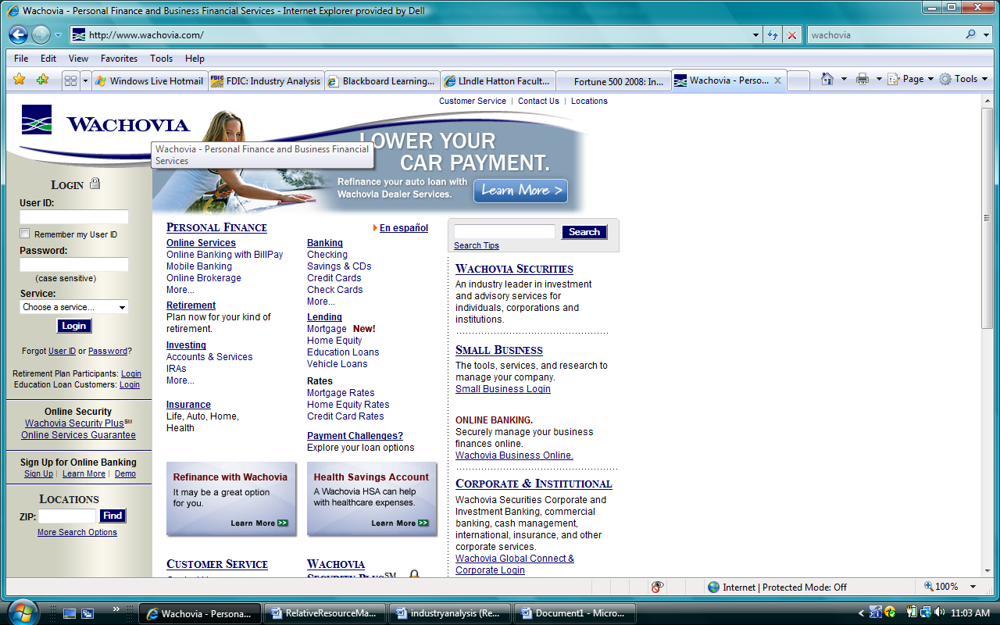 Wachovia - Personal Finance and Business Financial Services - Internet Explorer provided by Dell
http://www.wachovia.com/
wachovia
File Edit View Favorites Tools Help
Windows Live Hotmail
FDIC FDIC: Industry Analysis
Blackboard Learning...
LIndle Hatton Facult...
Fortune 500 2008: In...
Wachovia - Perso...
Page
Tools
Customer Service | Contact Us | Locations
WACHOVIA
Wachovia - Personal Finance and Business Financial
Services
LOWER YOUR
CAR PAYMENT.
Refinance your auto loan with
Wachovia Dealer Services.
Learn More >
LOGIN
User ID:
Remember my User ID
Password:
(case sensitive)
Service:
Choose a service...
Login
Forgot User ID or Password?
Retirement Plan Participants: Login
Education Loan Customers: Login
Online Security
Wachovia Security Plus℠
Online Services Guarantee
Sign Up for Online Banking
Sign Up | Learn More | Demo
LOCATIONS
ZIP:
Find
More Search Options
PERSONAL FINANCE
En español
Online Services
Online Banking with BillPay
Mobile Banking
Online Brokerage
More...
Retirement
Plan now for your kind of
retirement.
Investing
Accounts & Services
IRAs
More...
Insurance
Life, Auto, Home,
Health
Banking
Checking
Savings & CDs
Credit Cards
Check Cards
More...
Lending
Mortgage New!
Home Equity
Education Loans
Vehicle Loans
Rates
Mortgage Rates
Home Equity Rates
Credit Card Rates
Payment Challenges?
Explore your loan options
Refinance with Wachovia
It may be a great option
for you.
Learn More >>
Health Savings Account
A Wachovia HSA can help
with healthcare expenses.
Learn More >>
CUSTOMER SERVICE
WACHOVIA
SECURITY PLUS℠
Search
Search Tips
WACHOVIA SECURITIES
An industry leader in investment
and advisory services for
individuals, corporations and
institutions.
SMALL BUSINESS
The tools, services, and research to
manage your company.
Small Business Login
ONLINE BANKING.
Securely manage your business
finances online.
Wachovia Business Online.
CORPORATE & INSTITUTIONAL
Wachovia Securities Corporate and
Investment Banking, commercial
banking, cash management,
international, insurance, and other
corporate services.
Wachovia Global Connect &
Corporate Login
Internet | Protected Mode: Off
100%
Wachovia - Persona...
RelativeResourceMa...
industryanalysis (Re...
Document1 - Micro...
11:03 AM